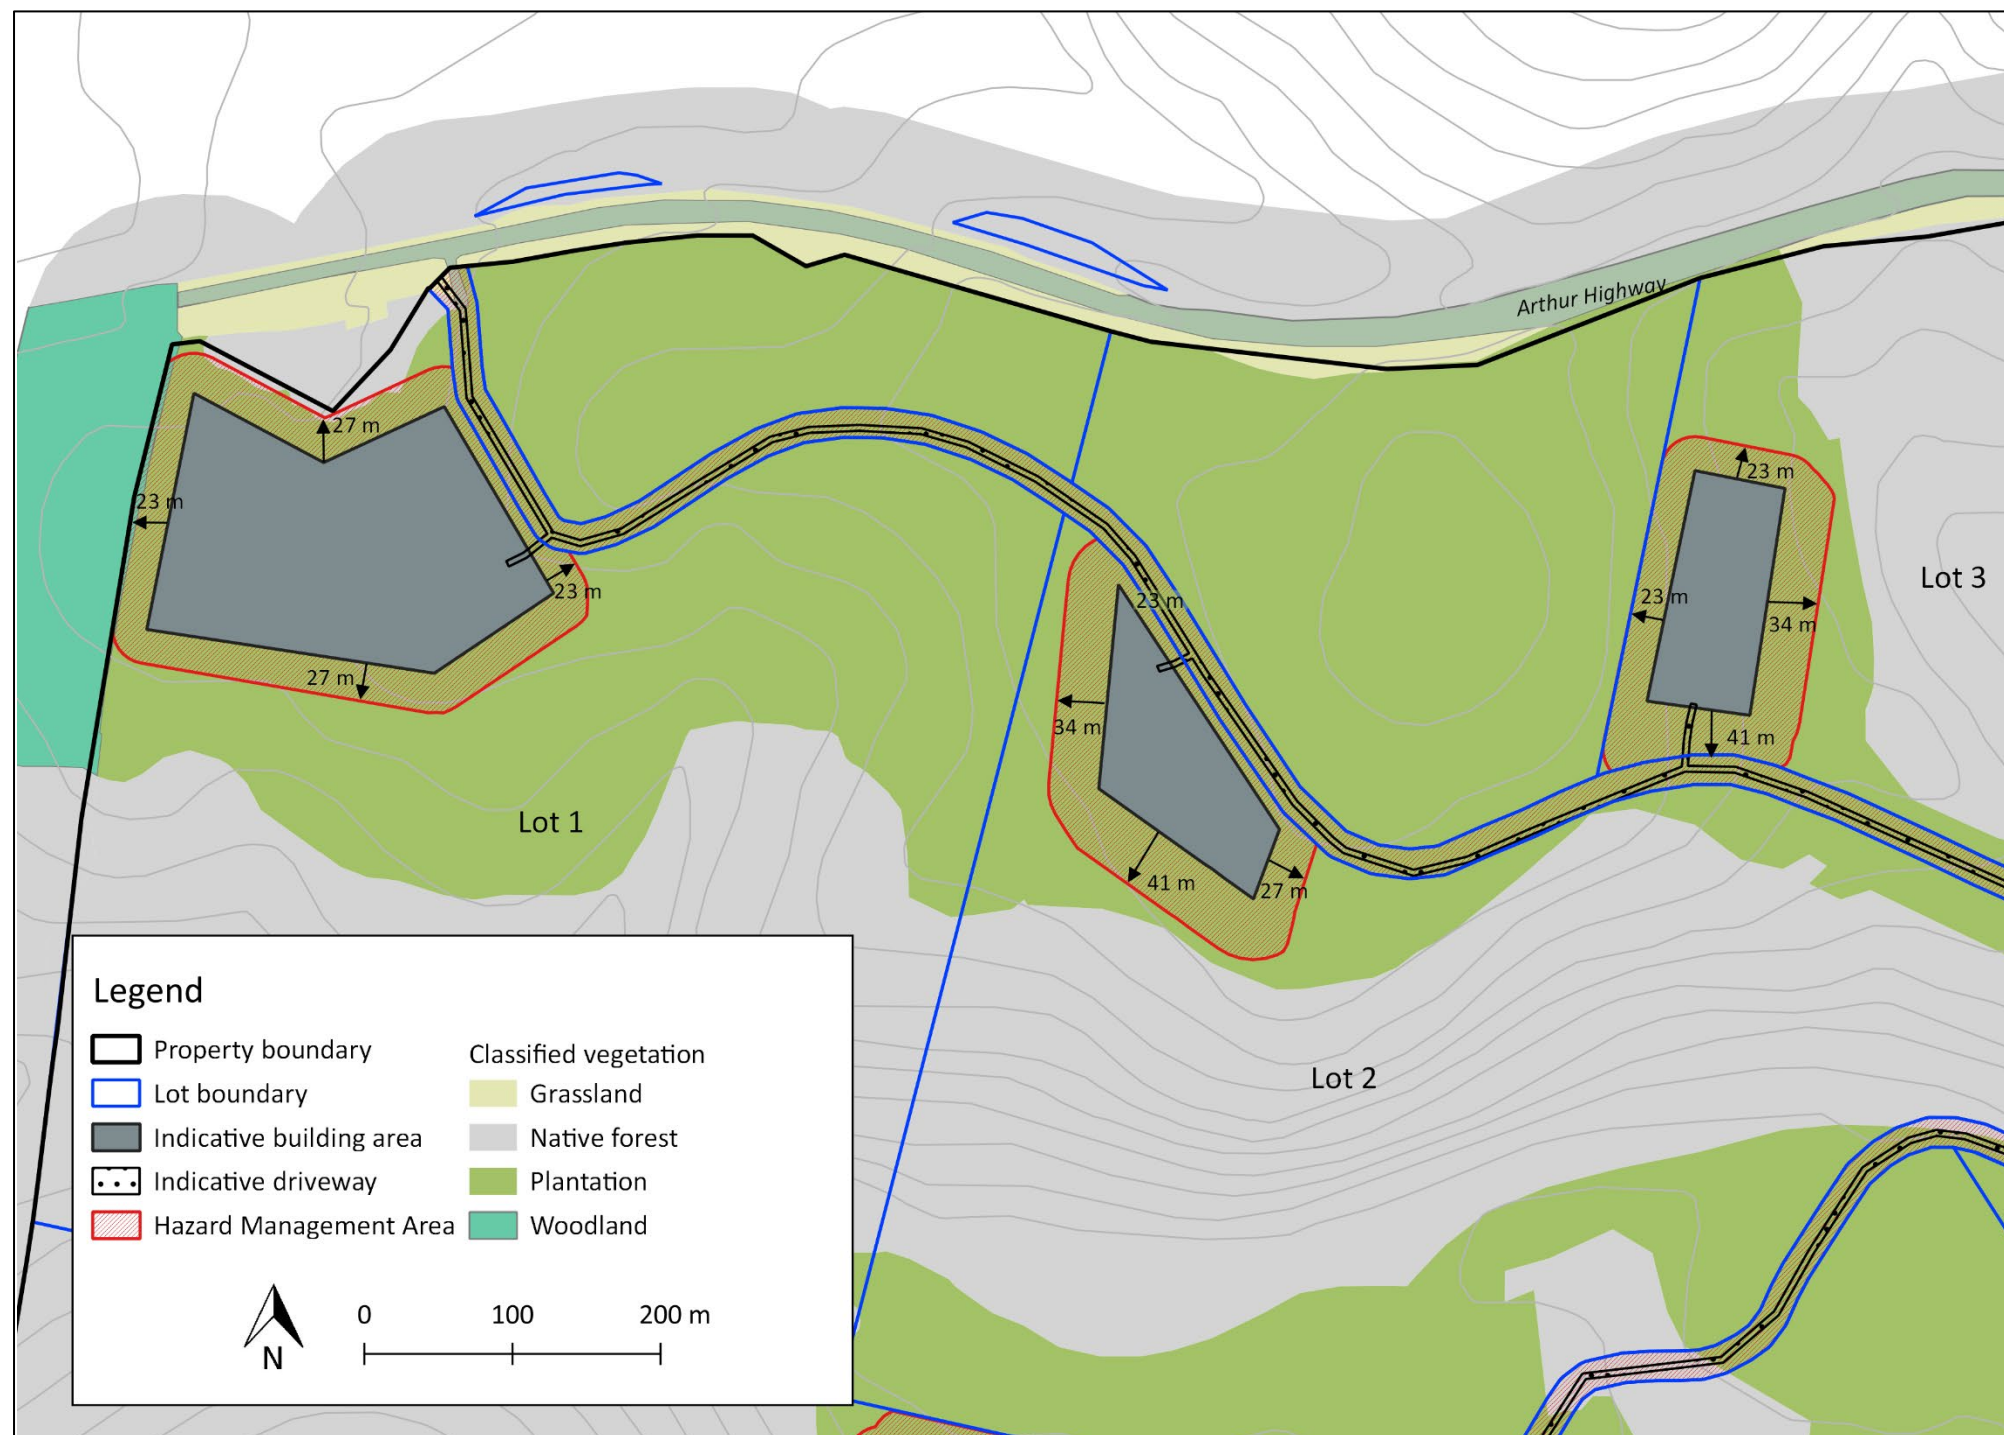 Arthur Highway
27 m
23 m
23 m
27 m
23 m
34 m
41 m
27 m
23 m
23 m
34 m
41 m
Lot 3
Lot 1
Lot 2
Legend
Property boundary
Lot boundary
Indicative building area
Indicative driveway
Hazard Management Area
Classified vegetation
Grassland
Native forest
Plantation
Woodland
N
0 100 200 m